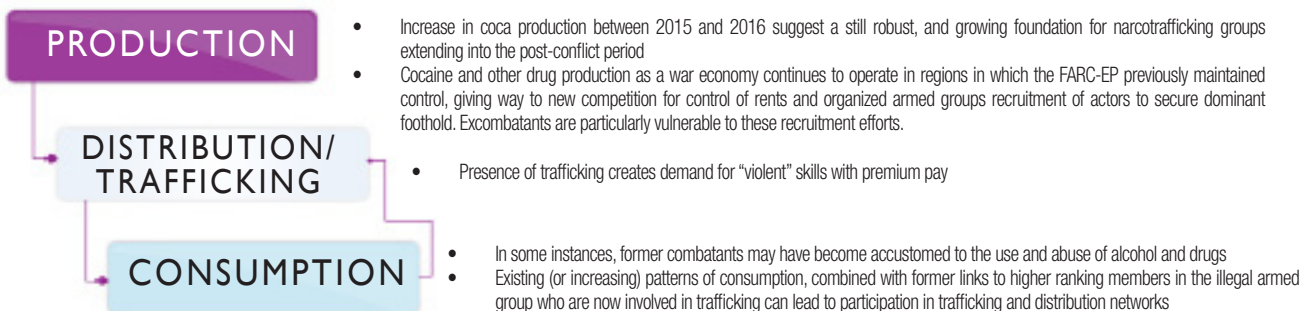 PRODUCTION
• Increase in coca production between 2015 and 2016 suggest a still robust, and growing foundation for narcotrafficking groups
extending into the post-conflict period
• Cocaine and other drug production as a war economy continues to operate in regions in which the FARC-EP previously maintained
control, giving way to new competition for control of rents and organized armed groups recruitment of actors to secure dominant
foothold. Excombatants are particularly vulnerable to these recruitment efforts.
DISTRIBUTION/
TRAFFICKING
• Presence of trafficking creates demand for “violent” skills with premium pay
CONSUMPTION
• In some instances, former combatants may have become accustomed to the use and abuse of alcohol and drugs
• Existing (or increasing) patterns of consumption, combined with former links to higher ranking members in the illegal armed
group who are now involved in trafficking can lead to participation in trafficking and distribution networks